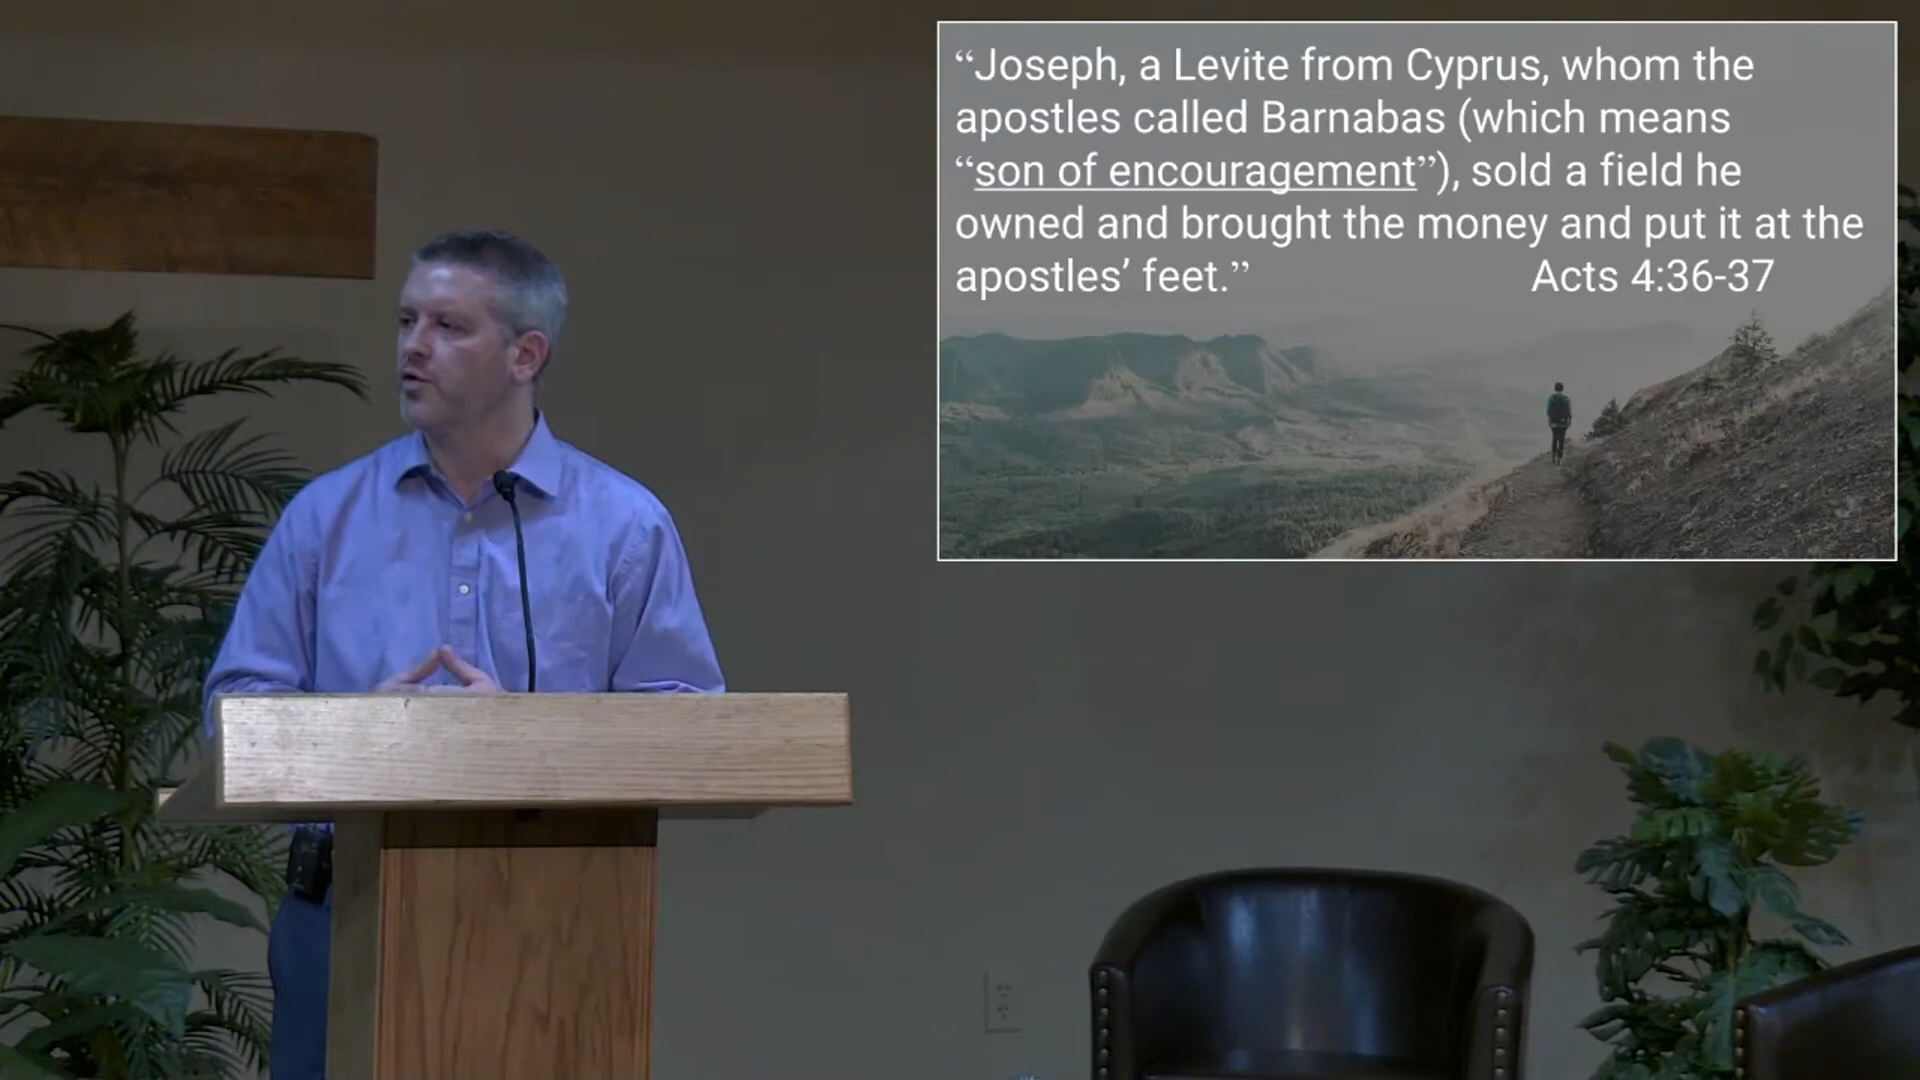 “Joseph, a Levite from Cyprus, whom the
apostles called Barnabas (which means
“son of encouragement”), sold a field he
owned and brought the money and put it at the
apostles’ feet.” Acts 4:36-37